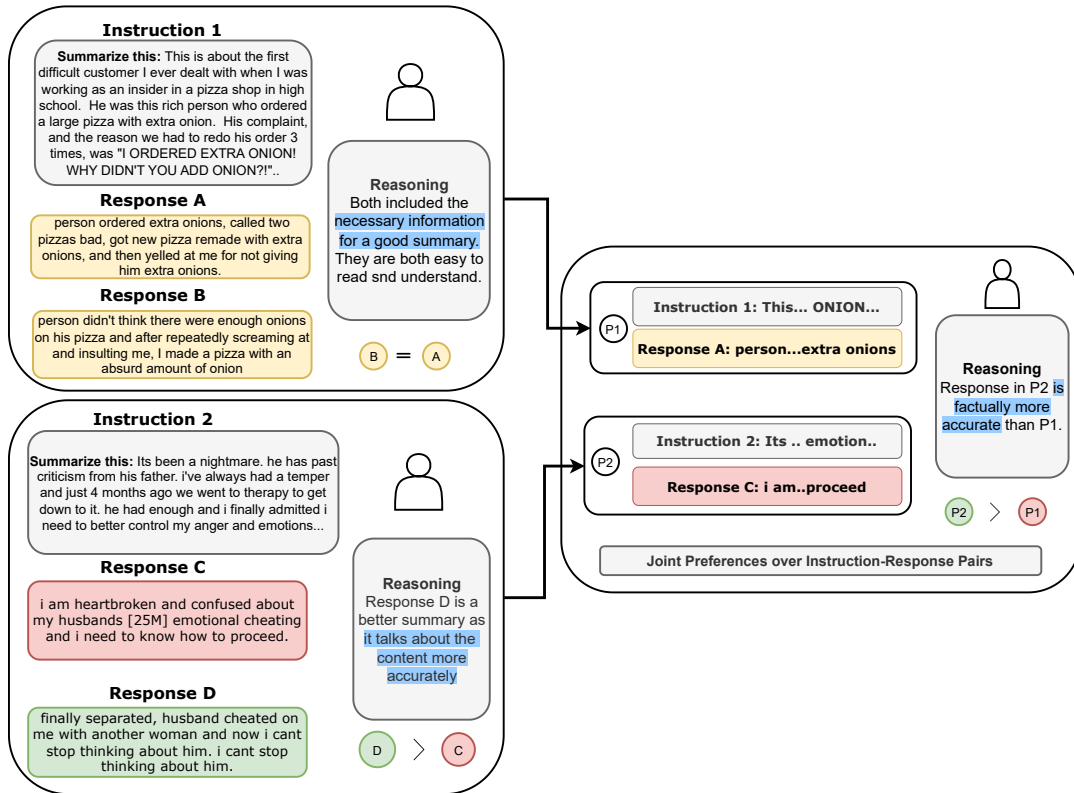 Instruction 1
Summarize this: This is about the first
difficult customer I ever dealt with when I was
working as an insider in a pizza shop in high
school. He was this rich person who ordered
a large pizza with extra onion. His complaint,
and the reason we had to redo his order 3
times, was "I ORDERED EXTRA ONION!
WHY DIDN'T YOU ADD ONION?!"..
Response A
person ordered extra onions, called two
pizzas bad, got new pizza remade with extra
onions, and then yelled at me for not giving
him extra onions.
Response B
person didn't think there were enough onions
on his pizza and after repeatedly screaming at
and insulting me, I made a pizza with an
absurd amount of onion
Reasoning
Both included the
necessary information
for a good summary.
They are both easy to
read snd understand.
B = A
Instruction 2
Summarize this: Its been a nightmare. he has past
criticism from his father. i've always had a temper
and just 4 months ago we went to therapy to get
down to it. he had enough and i finally admitted i
need to better control my anger and emotions...
Response C
i am heartbroken and confused about
my husbands [25M] emotional cheating
and i need to know how to proceed.
Response D
finally separated, husband cheated on
me with another woman and now i cant
stop thinking about him. i cant stop
thinking about him.
Reasoning
Response D is a
better summary as
it talks about the
content more
accurately
D > C
P1
Instruction 1: This... ONION...
Response A: person...extra onions
P2
Instruction 2: Its .. emotion..
Response C: i am..proceed
Reasoning
Response in P2 is
factually more
accurate than P1.
P2 > P1
Joint Preferences over Instruction-Response Pairs